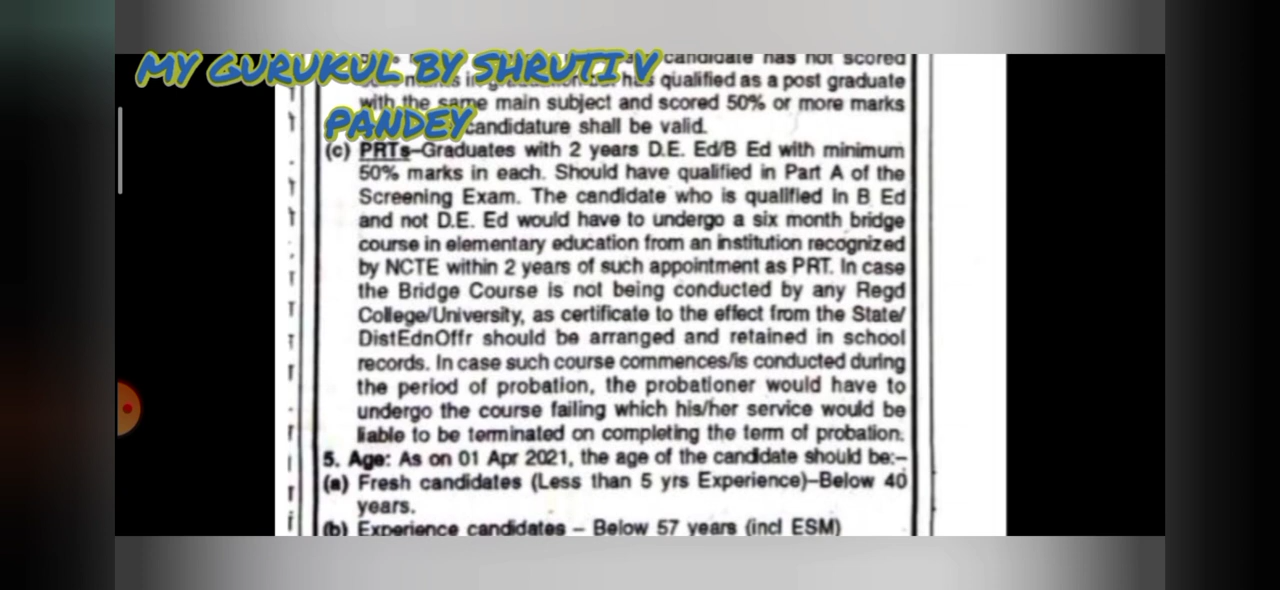 MY GURUKUL BY SHRUTI V
PANDEY
candidate has not scored
has qualified as a post graduate
with the same main subject and scored 50% or more marks
candidature shall be valid.
(c) PRTs–Graduates with 2 years D.E. Ed/B Ed with minimum
50% marks in each. Should have qualified in Part A of the
Screening Exam. The candidate who is qualified in B Ed
and not D.E. Ed would have to undergo a six month bridge
course in elementary education from an institution recognized
by NCTE within 2 years of such appointment as PRT. In case
the Bridge Course is not being conducted by any Regd
College/University, as certificate to the effect from the State/
DistEdnOffr should be arranged and retained in school
records. In case such course commences/is conducted during
the period of probation, the probationer would have to
undergo the course failing which his/her service would be
liable to be terminated on completing the term of probation.
5. Age: As on 01 Apr 2021, the age of the candidate should be:–
(a) Fresh candidates (Less than 5 yrs Experience)–Below 40
years.
(b) Experience candidates – Below 57 years (incl ESM)